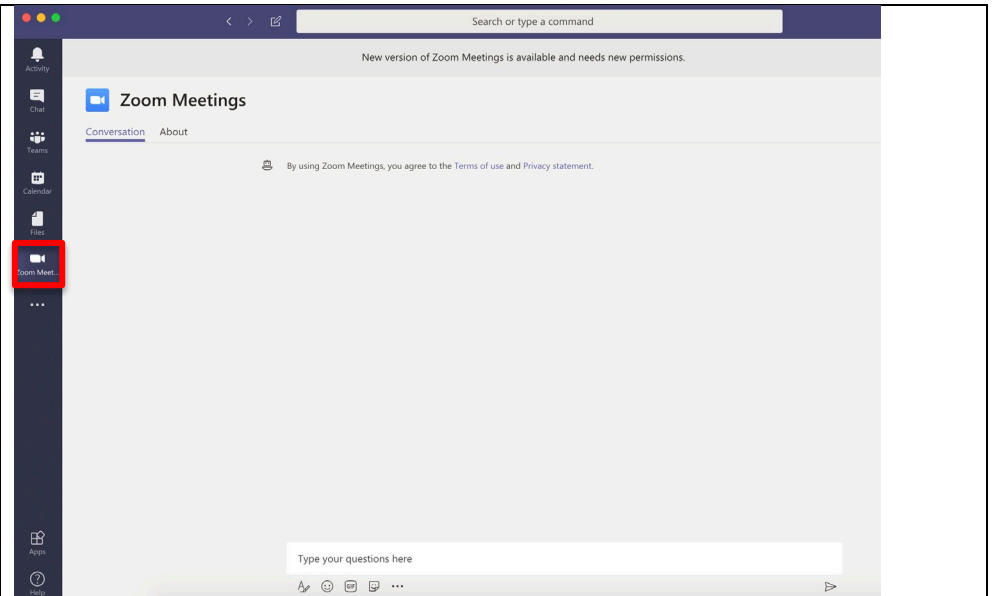 Search or type a command
Activity
New version of Zoom Meetings is available and needs new permissions.
Chat
Zoom Meetings
Teams
Conversation About
By using Zoom Meetings, you agree to the Terms of use and Privacy statement.
Calendar
Files
Zoom Meet...
Apps
Type your questions here
GIF
Help